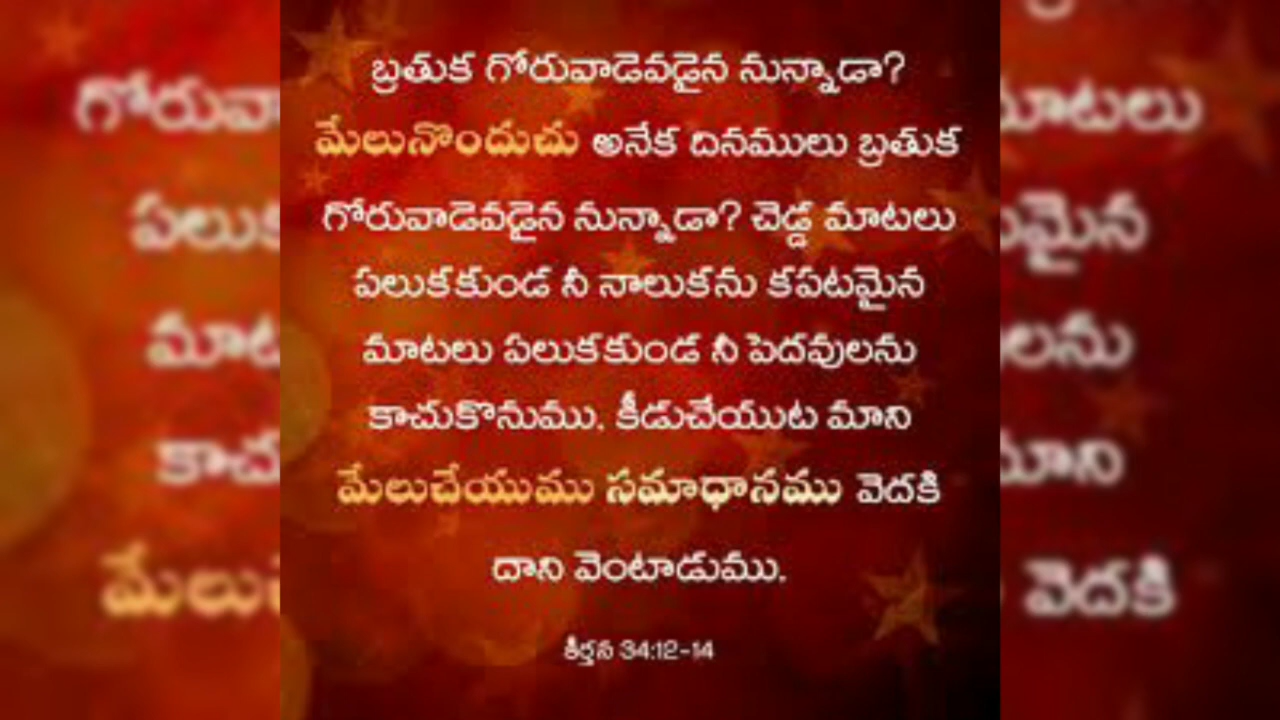 బ్రతుక గోరువాడెవడైన నున్నాడా?
మేలునొందుచు అనేక దినములు బ్రతుక
గోరువాడెవడైన నున్నాడా? చెడ్డ మాటలు
పలుకకుండ నీ నాలుకను కపటమైన
మాటలు పలుకకుండ నీ పెదవులను
కాచుకొనుము. కీడుచేయుట మాని
మేలుచేయుము సమాధానము వెదకి
దాని వెంటాడుము.
కీర్తన 34:12-14